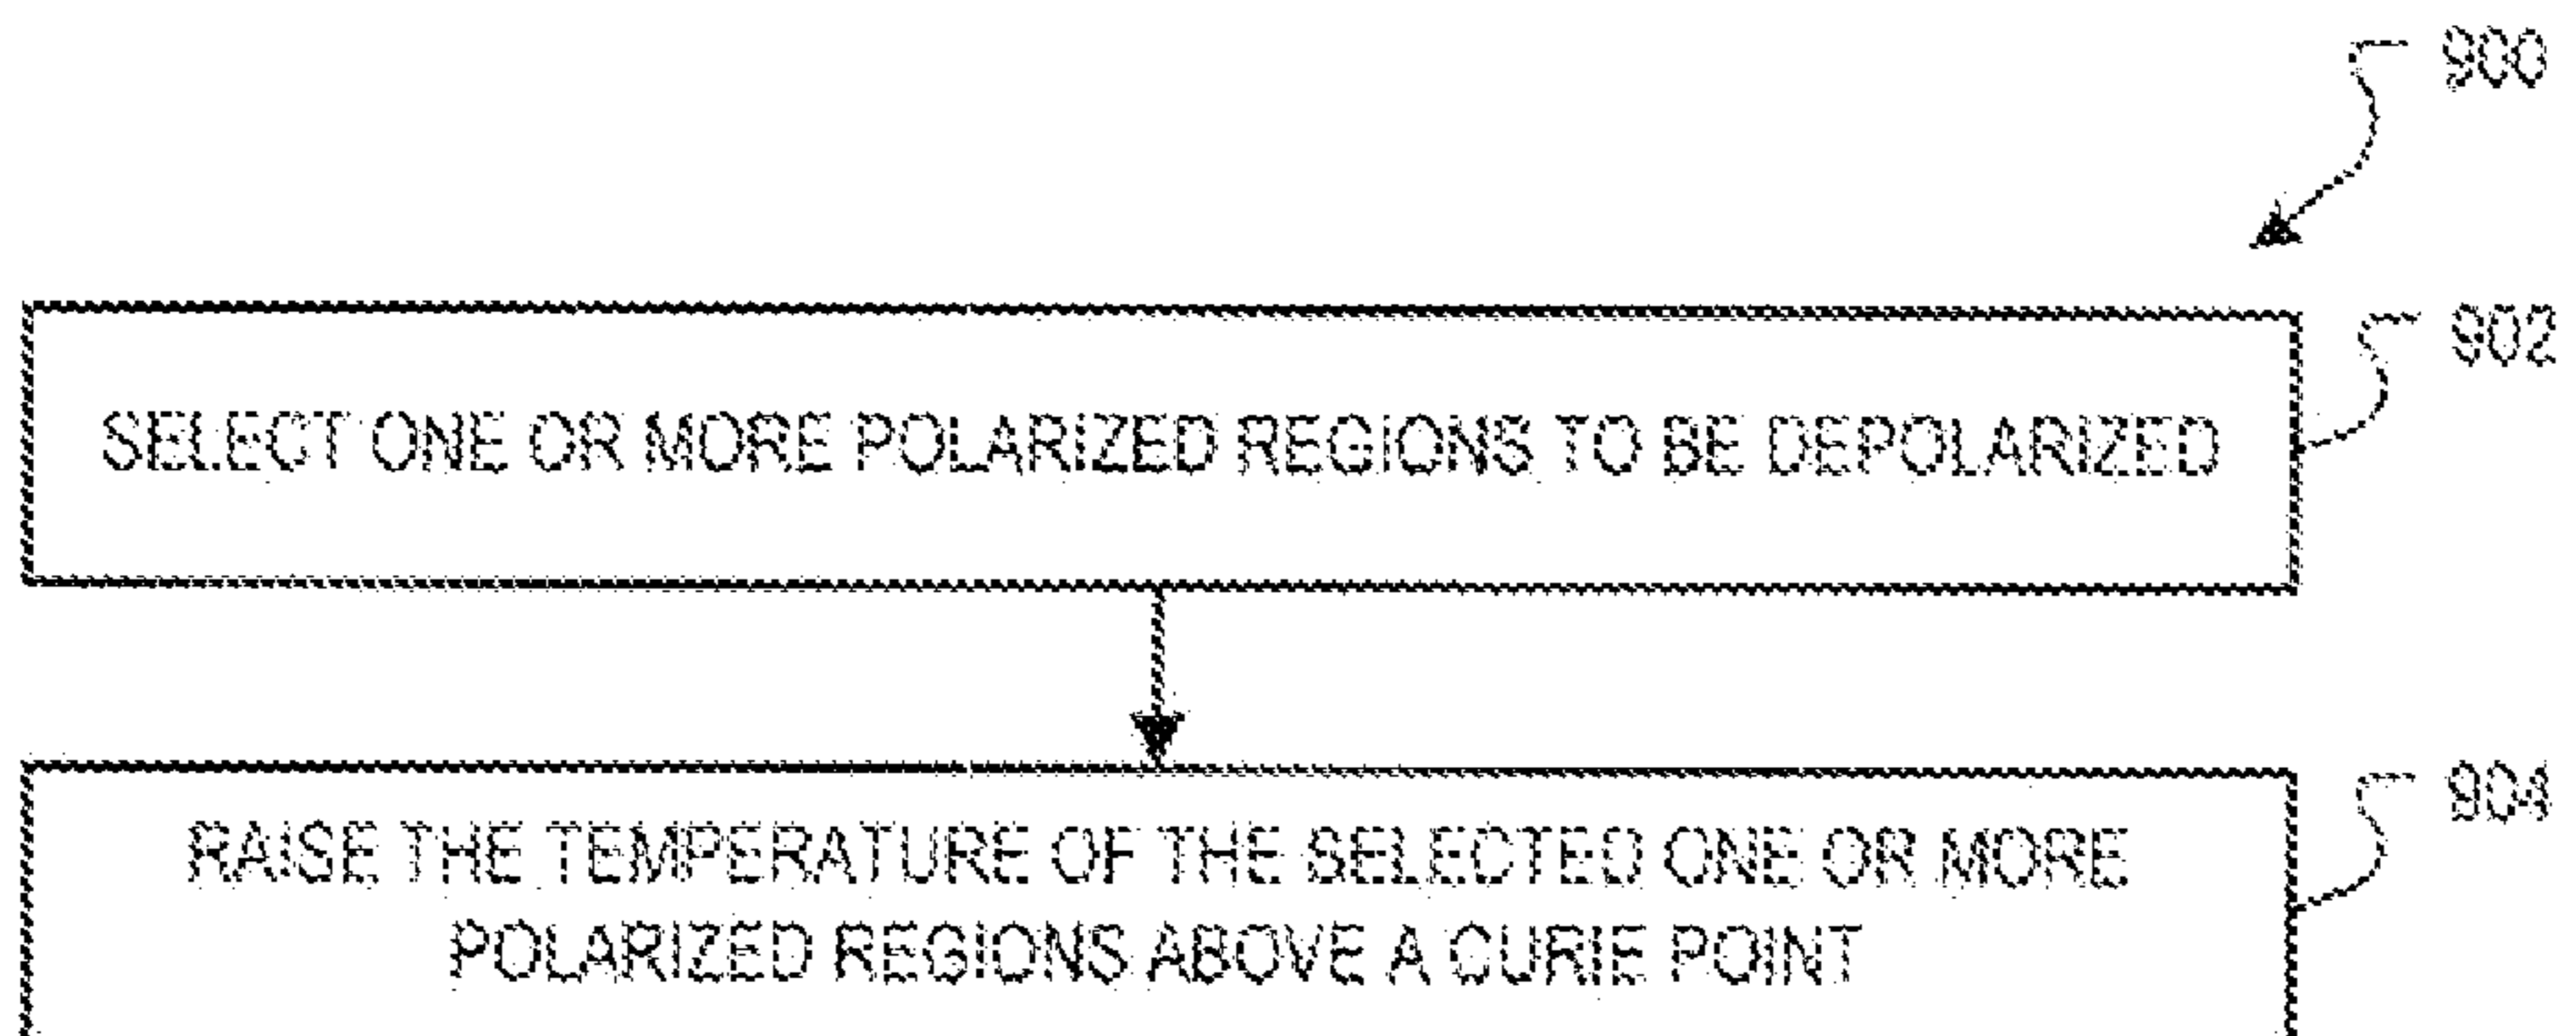 900
902
SELECT ONE OR MORE POLARIZED REGIONS TO BE DEPOLARIZED
904
RAISE THE TEMPERATURE OF THE SELECTED ONE OR MORE
POLARIZED REGIONS ABOVE A CURIE POINT